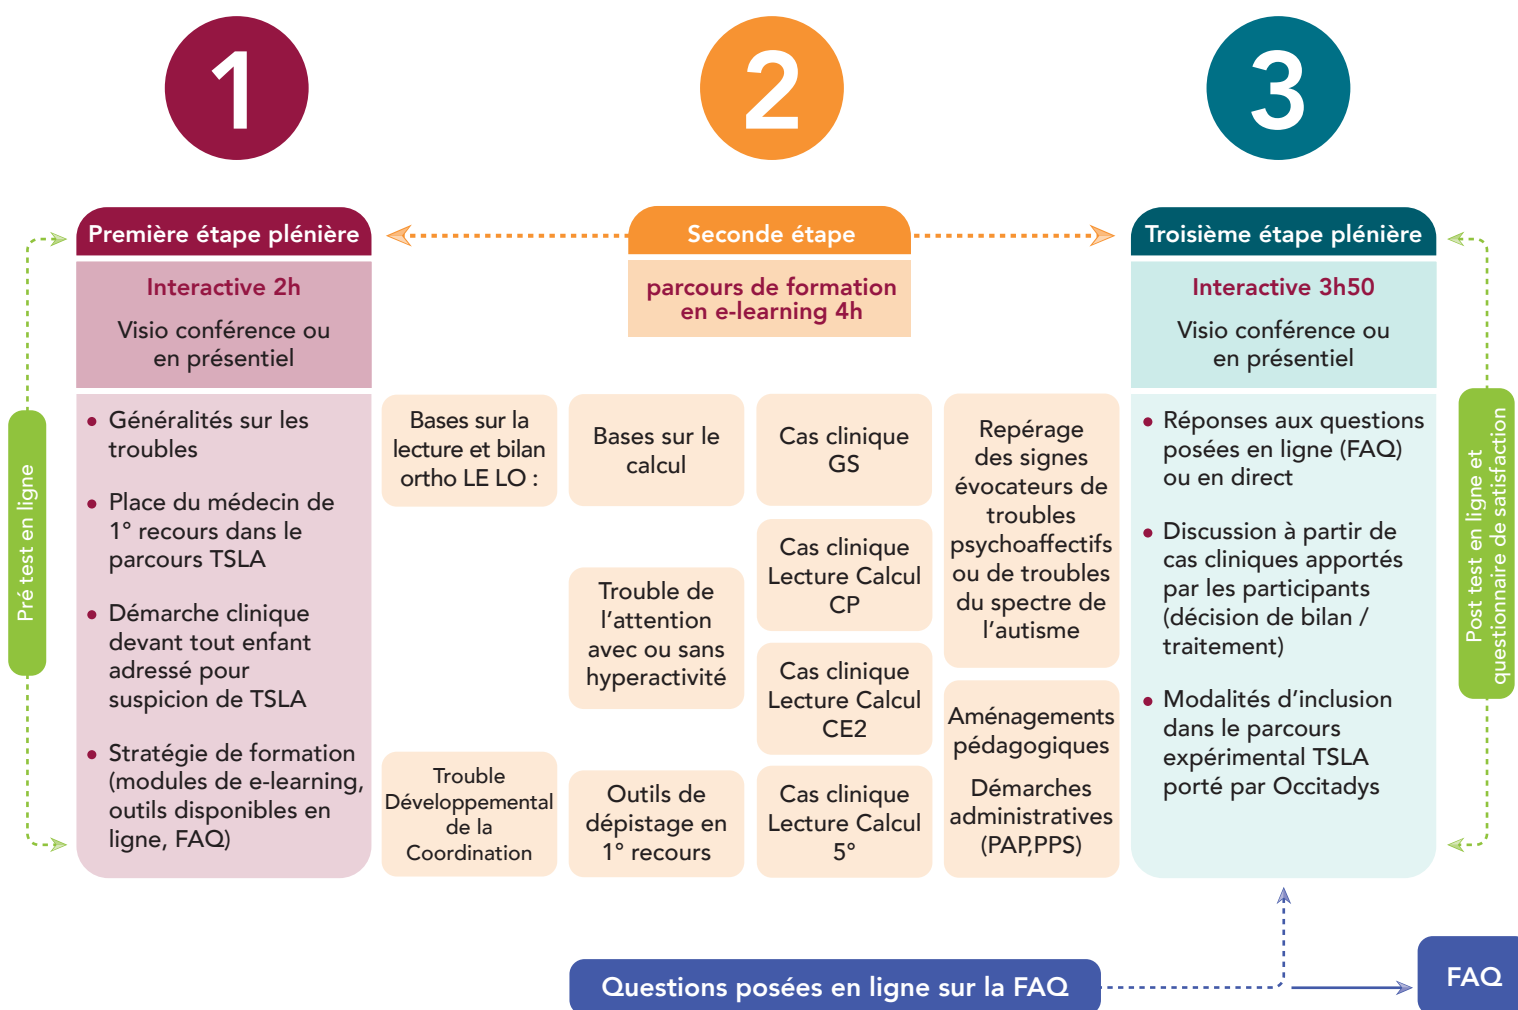 1
2
3
Première étape plénière
Interactive 2h
Visio conférence ou
en présentiel
Seconde étape
parcours de formation
en e-learning 4h
Troisième étape plénière
Interactive 3h50
Visio conférence ou
en présentiel
Pré test en ligne
• Généralités sur les
troubles
• Place du médecin de
1° recours dans le
parcours TSLA
• Démarche clinique
devant tout enfant
adressé pour
suspicion de TSLA
• Stratégie de formation
(modules de e-learning,
outils disponibles en
ligne, FAQ)
Bases sur la
lecture et bilan
ortho LE LO :
Trouble
Développemental
de la
Coordination
Bases sur le
calcul
Trouble de
l’attention
avec ou sans
hyperactivité
Outils de
dépistage en
1° recours
Cas clinique
GS
Cas clinique
Lecture Calcul
CP
Cas clinique
Lecture Calcul
CE2
Cas clinique
Lecture Calcul
5°
Repérage
des signes
évocateurs de
troubles
psychoaffectifs
ou de troubles
du spectre de
l’autisme
Aménagements
pédagogiques
Démarches
administratives
(PAP,PPS)
• Réponses aux questions
posées en ligne (FAQ)
ou en direct
• Discussion à partir de
cas cliniques apportés
par les participants
(décision de bilan /
traitement)
• Modalités d’inclusion
dans le parcours
expérimental TSLA
porté par Occitadys
Post test en ligne et
questionnaire de satisfaction
Questions posées en ligne sur la FAQ
FAQ